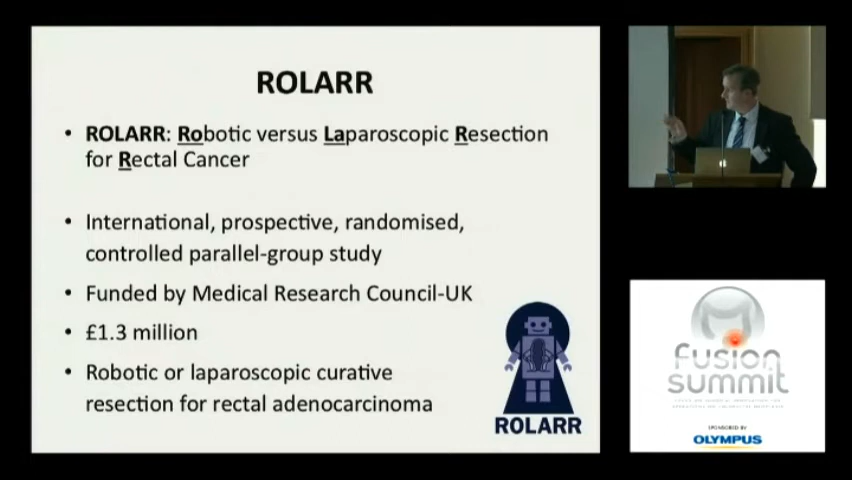 ROLARR
• ROLARR: Robotic versus Laparoscopic Resection
for Rectal Cancer
• International, prospective, randomised,
controlled parallel-group study
• Funded by Medical Research Council-UK
• £1.3 million
• Robotic or laparoscopic curative
resection for rectal adenocarcinoma
ROLARR
fusion
summit
SPONSORED BY
OLYMPUS